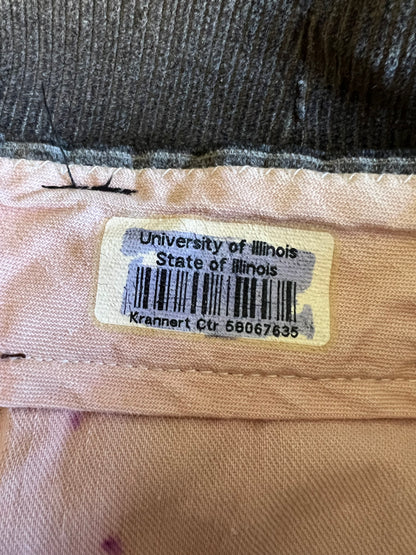 University of Illinois
State of Illinois
Krannert Ctr 58067635